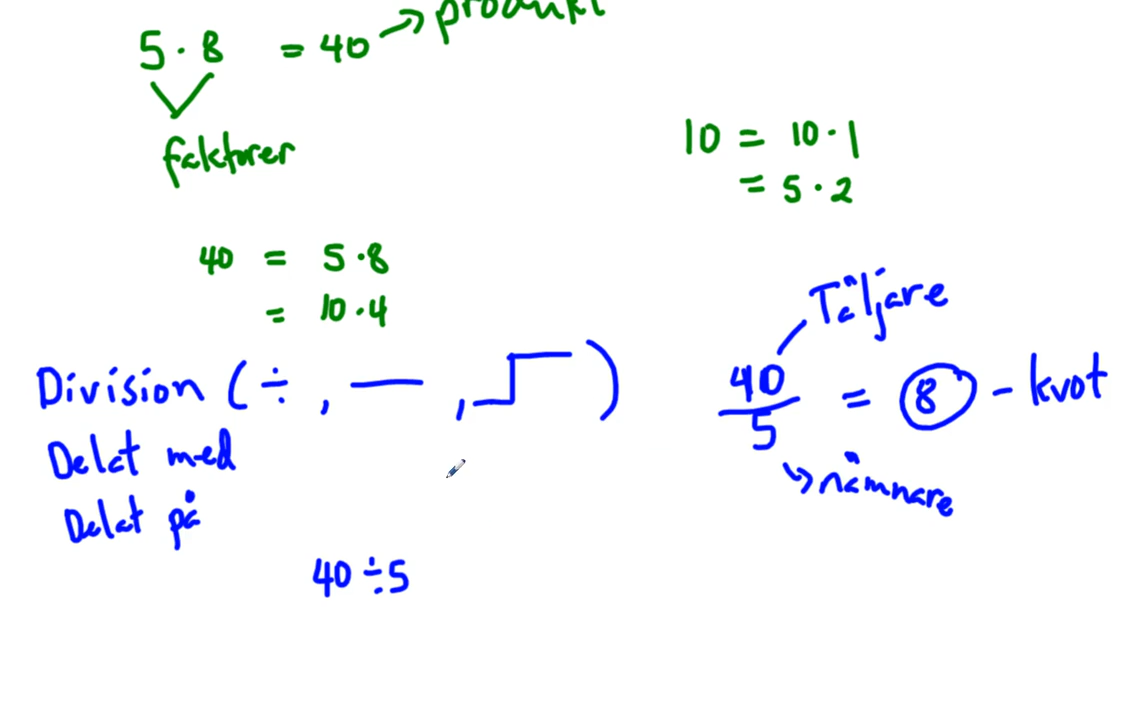 5 · 8 = 40 → produkt
faktorer
10 = 10 · 1
= 5 · 2
40 = 5 · 8
= 10 · 4
Täljare
Division ( ÷ , — , )
40
5
= 8 - kvot
Delat med
nämnare
Delat på
40 ÷ 5